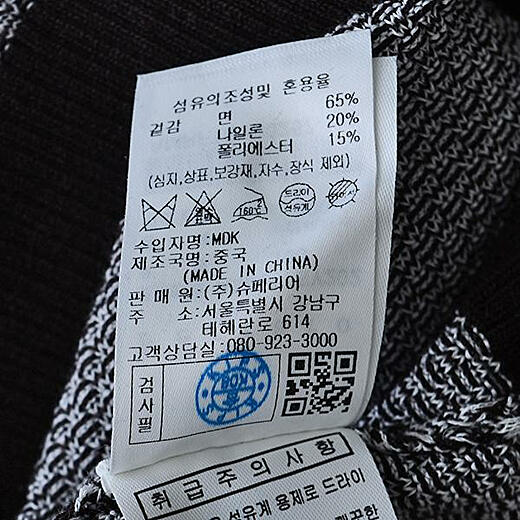 섬유의조성및 혼용율
겉감 면 65%
나일론 20%
폴리에스터 15%
(심지,상표,보강재,자수,장식 제외)
160℃ 드라이
석유계
수입자명:MDK
제조국명:중국
(MADE IN CHINA)
판 매 원:(주)슈페리어
주 소:서울특별시 강남구
테헤란로 614
고객상담실:080-923-3000
검사필
취급주의사항
석유계 용제로 드라이